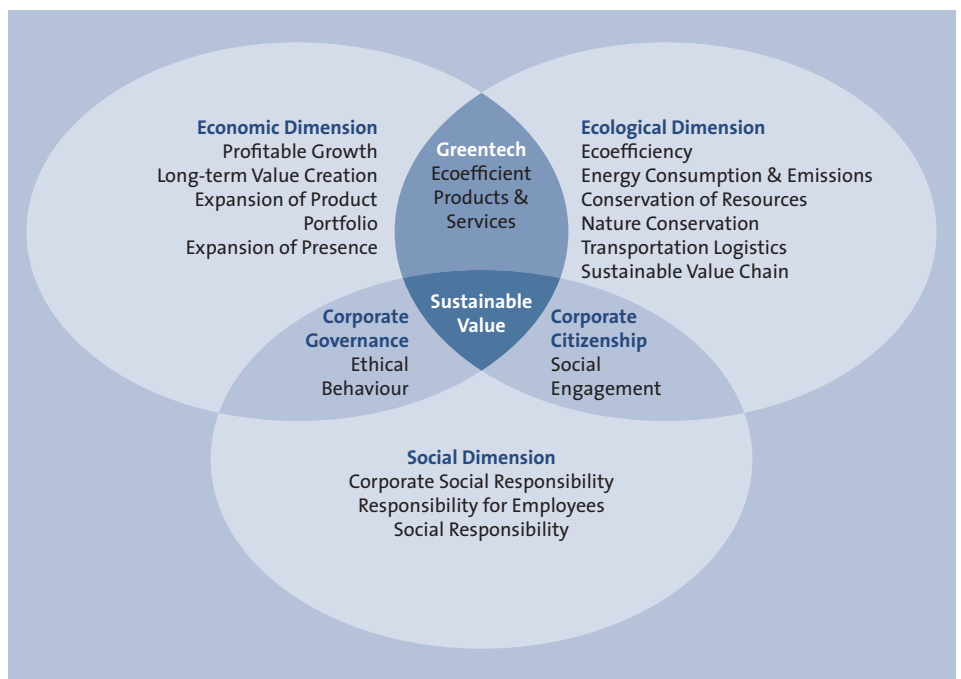 Economic Dimension
Profitable Growth
Long-term Value Creation
Expansion of Product
Portfolio
Expansion of Presence
Greentech
Ecoefficient
Products &
Services
Ecological Dimension
Ecoefficiency
Energy Consumption & Emissions
Conservation of Resources
Nature Conservation
Transportation Logistics
Sustainable Value Chain
Corporate
Governance
Ethical
Behaviour
Sustainable
Value
Corporate
Citizenship
Social
Engagement
Social Dimension
Corporate Social Responsibility
Responsibility for Employees
Social Responsibility